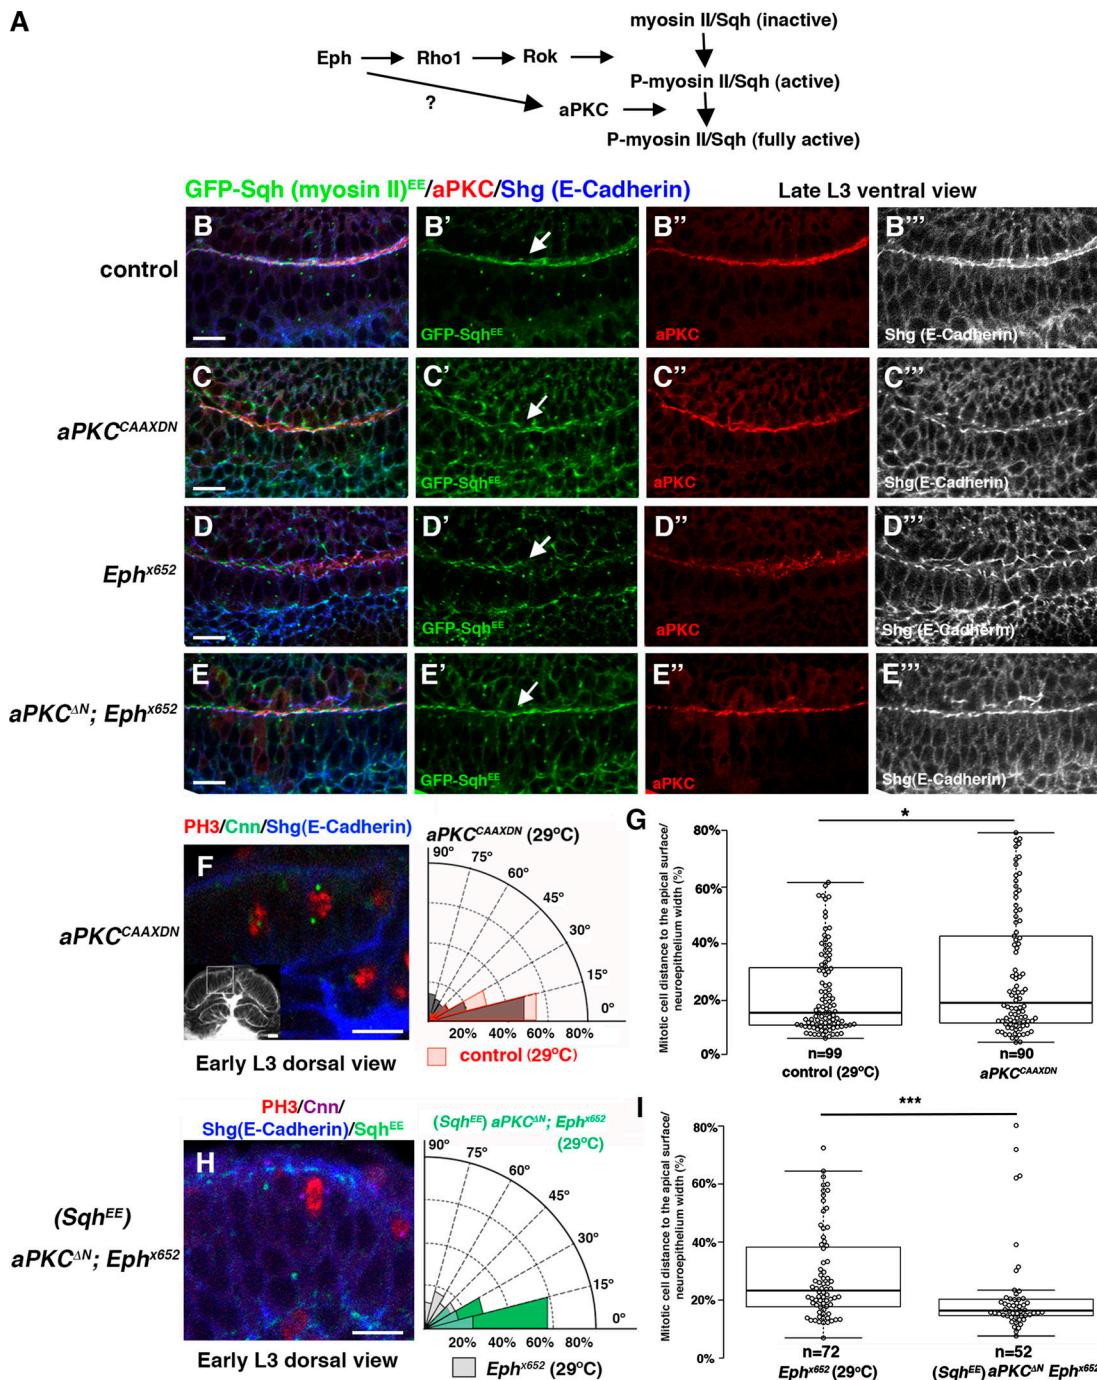 A
myosin II/Sqh (inactive)
Eph Rho1 Rok
P-myosin II/Sqh (active)
?
aPKC
P-myosin II/Sqh (fully active)
GFP-Sqh (myosin II)EE/aPKC/Shg (E-Cadherin) Late L3 ventral view
control
B B' B'' B'''
GFP-SqhEE aPKC Shg (E-Cadherin)
aPKCCAAXDN
C C' C'' C'''
GFP-SqhEE aPKC Shg(E-Cadherin)
Ephx652
D D' D'' D'''
GFP-SqhEE aPKC Shg (E-Cadherin)
aPKCΔN; Ephx652
E E' E'' E'''
GFP-SqhEE aPKC Shg(E-Cadherin)
PH3/Cnn/Shg(E-Cadherin)
aPKCCAAXDN
F
Early L3 dorsal view
aPKCCAAXDN (29°C)
90°
75°
60°
45°
30°
15°
0°
20% 40% 60% 80%
control (29°C)
G
*
Mitotic cell distance to the apical surface/
neuroepithelium width (%)
80%
60%
40%
20%
0%
n=99 n=90
control (29°C) aPKCCAAXDN
PH3/Cnn/
Shg(E-Cadherin)/SqhEE
(SqhEE)
aPKCΔN; Ephx652
H
Early L3 dorsal view
(SqhEE) aPKCΔN; Ephx652
(29°C)
90°
75°
60°
45°
30°
15°
0°
20% 40% 60% 80%
Ephx652 (29°C)
I
***
Mitotic cell distance to the apical surface/
neuroepithelium width (%)
80%
60%
40%
20%
0%
n=72 n=52
Ephx652 (29°C) (SqhEE) aPKCΔN Ephx652